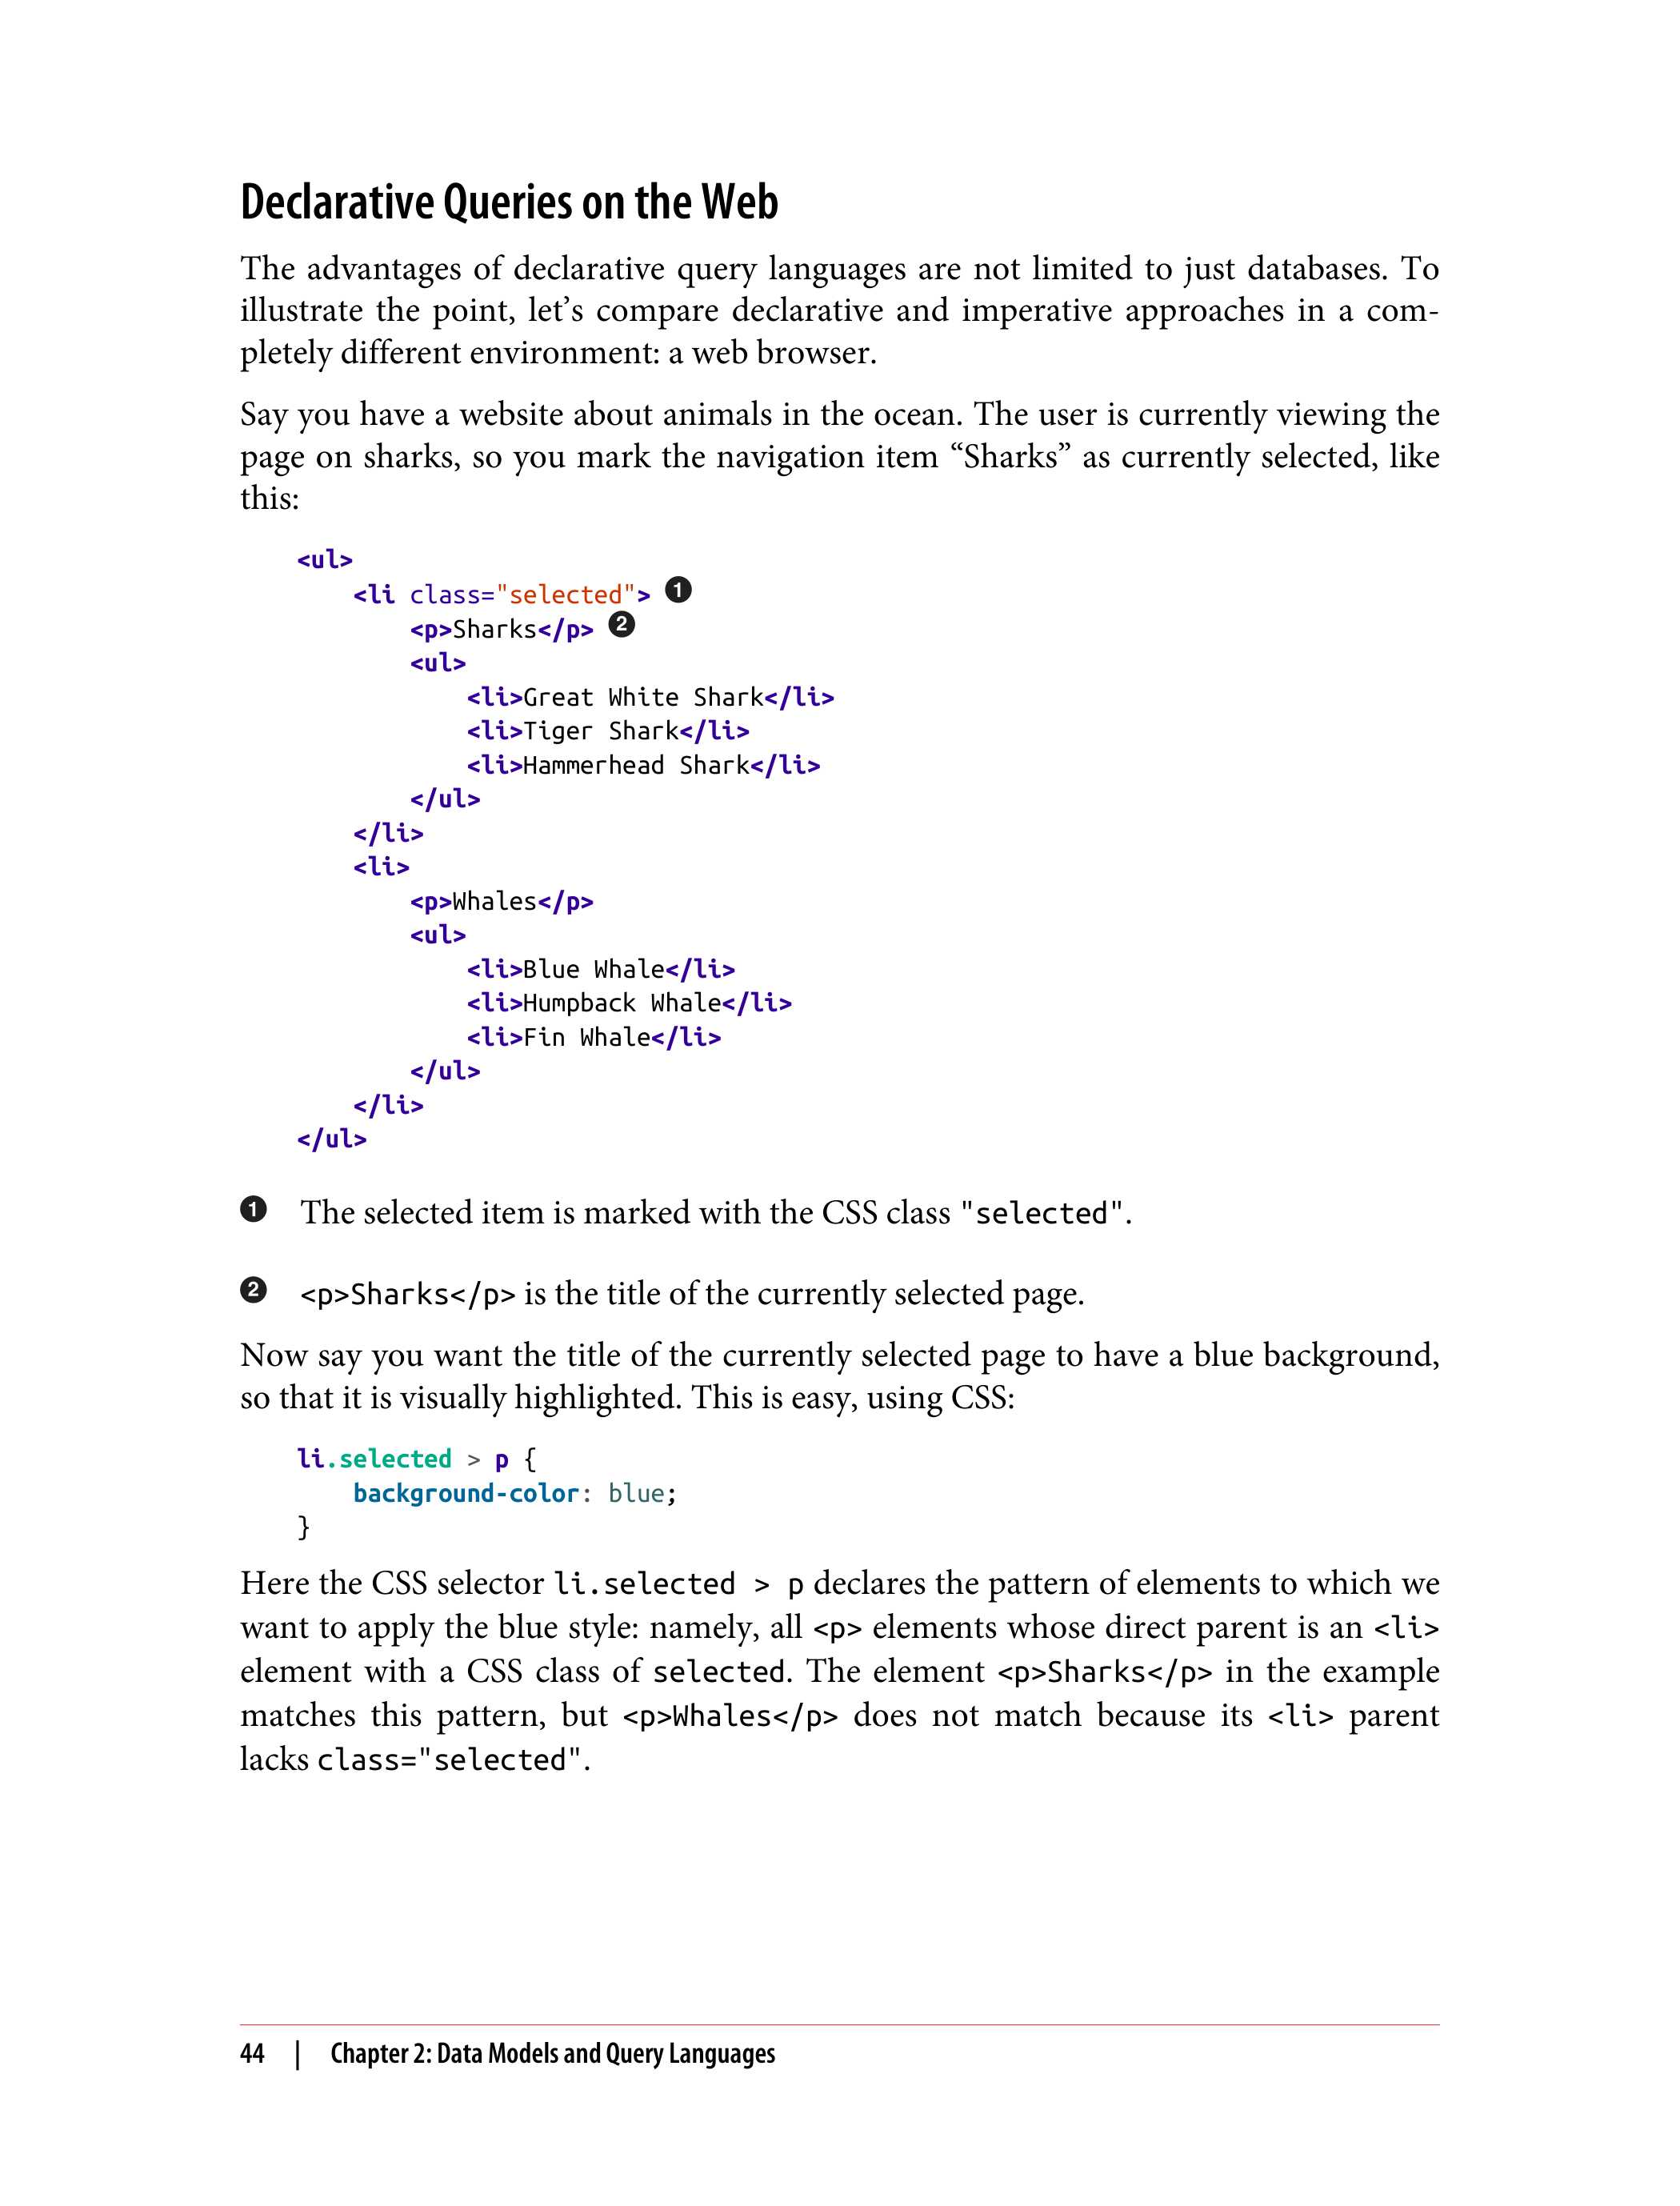 Declarative Queries on the Web
The advantages of declarative query languages are not limited to just databases. To
illustrate the point, let’s compare declarative and imperative approaches in a com-
pletely different environment: a web browser.
Say you have a website about animals in the ocean. The user is currently viewing the
page on sharks, so you mark the navigation item “Sharks” as currently selected, like
this:
<ul>
    <li class="selected"> ❶
        <p>Sharks</p> ❷
        <ul>
            <li>Great White Shark</li>
            <li>Tiger Shark</li>
            <li>Hammerhead Shark</li>
        </ul>
    </li>
    <li>
        <p>Whales</p>
        <ul>
            <li>Blue Whale</li>
            <li>Humpback Whale</li>
            <li>Fin Whale</li>
        </ul>
    </li>
</ul>
❶ The selected item is marked with the CSS class "selected".
❷ <p>Sharks</p> is the title of the currently selected page.
Now say you want the title of the currently selected page to have a blue background,
so that it is visually highlighted. This is easy, using CSS:
li.selected > p {
    background-color: blue;
}
Here the CSS selector li.selected > p declares the pattern of elements to which we
want to apply the blue style: namely, all <p> elements whose direct parent is an <li>
element with a CSS class of selected. The element <p>Sharks</p> in the example
matches this pattern, but <p>Whales</p> does not match because its <li> parent
lacks class="selected".
44 | Chapter 2: Data Models and Query Languages